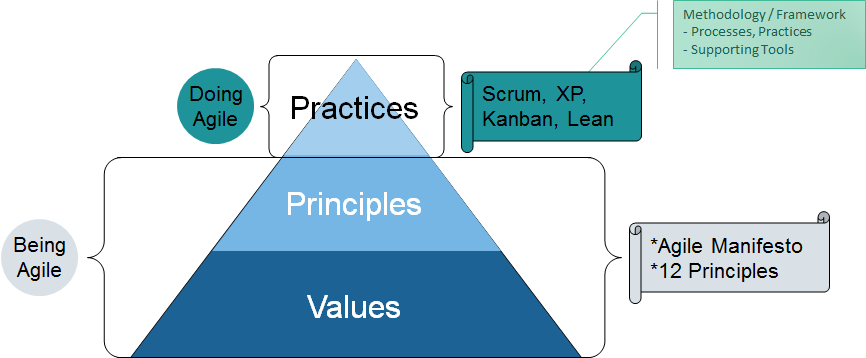 Methodology / Framework
- Processes, Practices
- Supporting Tools
Doing
Agile
Practices
Scrum, XP,
Kanban, Lean
Principles
Being
Agile
*Agile Manifesto
*12 Principles
Values